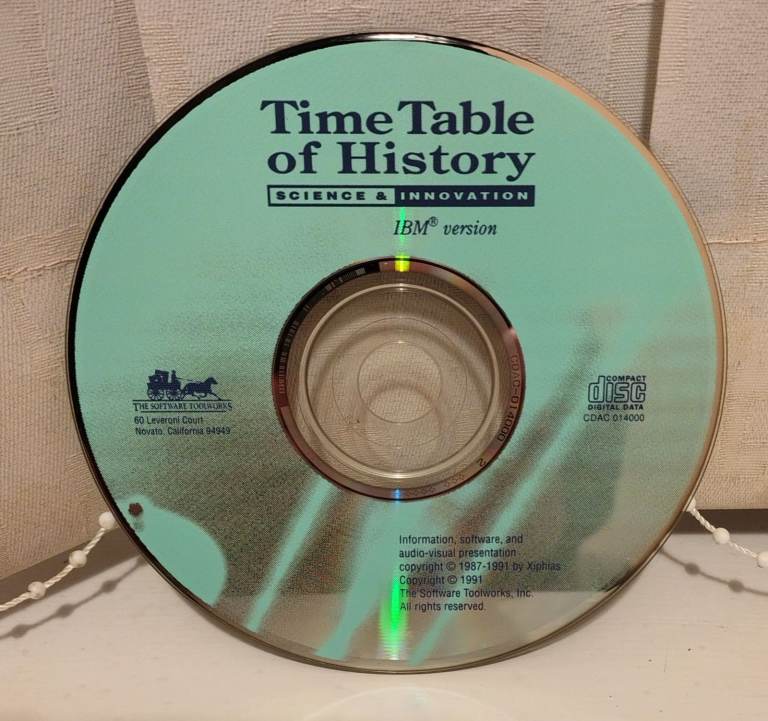 Time Table
of History
SCIENCE & INNOVATION
IBM® version
THE SOFTWARE TOOLWORKS
60 Leveroni Court
Novato, California 94949
COMPACT
disc
DIGITAL DATA
CDAC 014000
CDAC-014000 2
Information, software, and
audio-visual presentation
copyright © 1987-1991 by Xiphias
Copyright © 1991
The Software Toolworks, Inc.
All rights reserved.